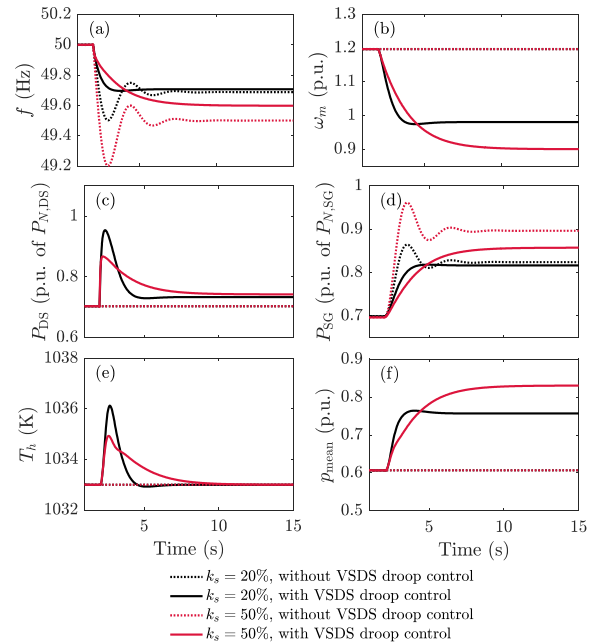 50.2
50
49.8
49.6
49.4
49.2
f (Hz)
(a)
1.3
1.2
1.1
1
0.9
ω_m (p.u.)
(b)
1
0.8
0.6
P_DS (p.u. of P_N,DS)
(c)
1
0.9
0.8
0.7
P_SG (p.u. of P_N,SG)
(d)
1038
1036
1034
1032
T_h (K)
(e)
5
10
15
Time (s)
0.9
0.8
0.7
0.6
0.5
p_mean (p.u.)
(f)
5
10
15
Time (s)
k_s = 20%, without VSDS droop control
k_s = 20%, with VSDS droop control
k_s = 50%, without VSDS droop control
k_s = 50%, with VSDS droop control